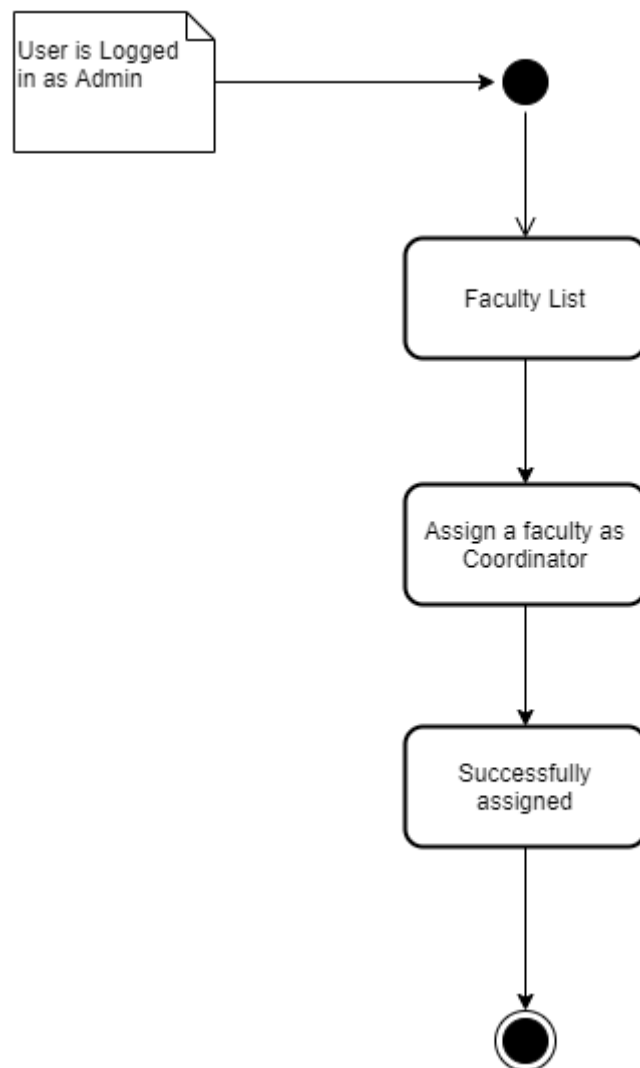 User is Logged
in as Admin
Faculty List
Assign a faculty as
Coordinator
Successfully
assigned